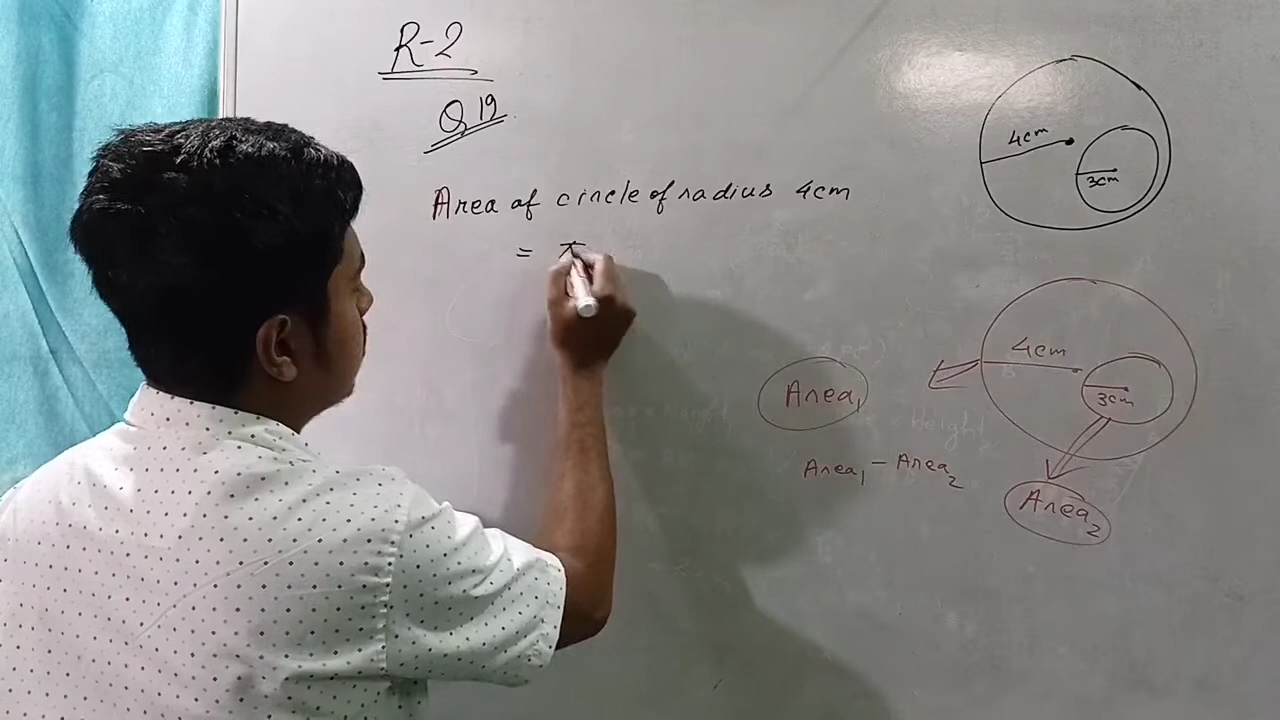 R-2
Q 19
Area of circle of radius 4cm
= π
4cm
3cm
4cm
3cm
Area₁
Area₁ - Area₂
Area₂